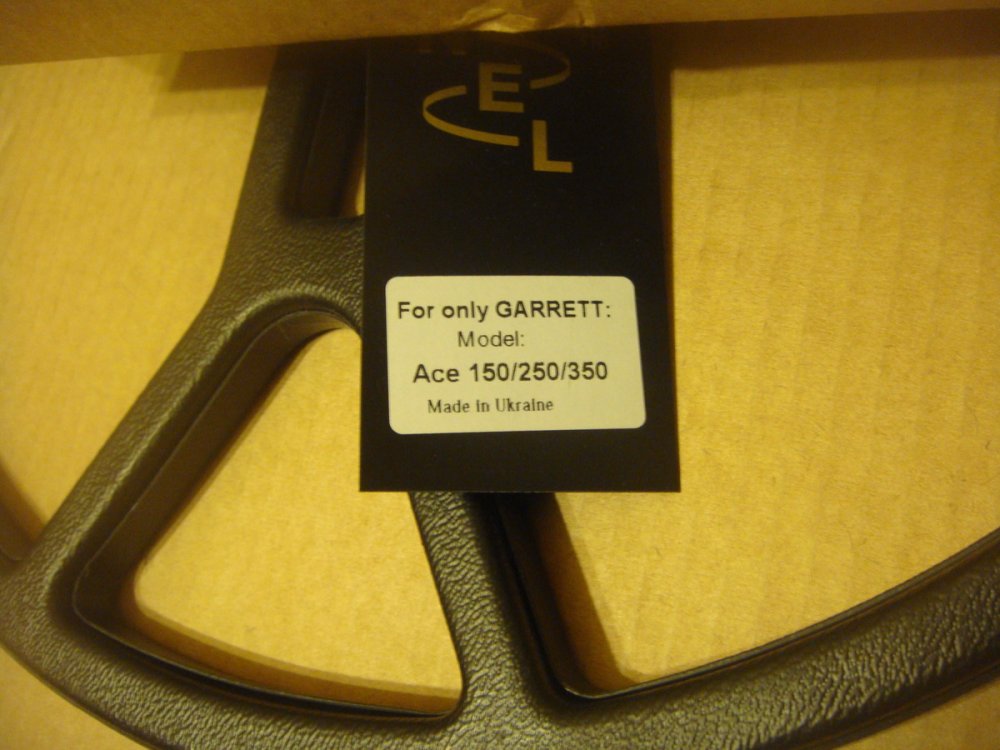 E
L
For only GARRETT:
Model:
Ace 150/250/350
Made in Ukraine